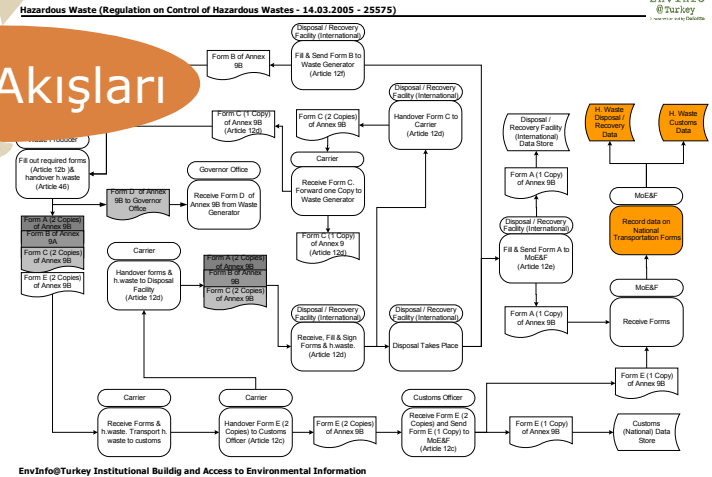 Hazardous Waste (Regulation on Control of Hazardous Wastes - 14.03.2005 - 25575)
@Turkey
Akışları
Form B of Annex
9B
Disposal / Recovery
Facility (International)
Fill & Send Form B to
Waste Generator
(Article 12f)
Form C (1 Copy)
of Annex 9B
(Article 12d)
Form C (2 Copies)
of Annex 9B
(Article 12d)
Disposal / Recovery
Facility (International)
Handover Form C to
Carrier
(Article 12d)
Disposal /
Recovery Facility
(International)
Data Store
H. Waste
Disposal /
Recovery
Data
H. Waste
Customs
Data
Fill out required forms
(Article 12b )&
handover h.waste
(Article 46)
Governor Office
Receive Form D of
Annex 9B from Waste
Generator
Carrier
Receive Form C.
Forward one Copy to
Waste Generator
Form A (1 Copy)
of Annex 9B
MoE&F
Record data on
National
Transportation Forms
Form D of Annex
9B to Governor
Office
Form A (2 Copies)
of Annex 9B
Form B of Annex
9A
Form C (2 Copies)
of Annex 9B
Form E (2 Copies)
of Annex 9B
Carrier
Handover forms &
h.waste to Disposal
Facility
(Article 12d)
Form A (2 Copies)
of Annex 9B
Form B of Annex
9B
Form C (2 Copies)
of Annex 9B
Form C (1 Copy)
of Annex 9
(Article 12d)
Disposal / Recovery
Facility (International)
Fill & Send Form A to
MoE&F
(Article 12e)
Form A (1 Copy)
of Annex 9B
MoE&F
Receive Forms
Disposal / Recovery
Facility (International)
Receive, Fill & Sign
Forms & h.waste.
(Article 12d)
Disposal / Recovery
Facility (International)
Disposal Takes Place
Form E (1 Copy)
of Annex 9B
Carrier
Receive Forms &
h.waste. Transport h.
waste to customs
Carrier
Handover Form E (2
Copies) to Customs
Officer (Article 12c)
Form E (2 Copies)
of Annex 9B
Customs Officer
Receive Form E (2
Copies) and Send
Form E (1 Copy) to
MoE&F
(Article 12c)
Form E (1 Copy)
of Annex 9B
Customs
(National) Data
Store
EnvInfo@Turkey Institutional Buildig and Access to Environmental Information